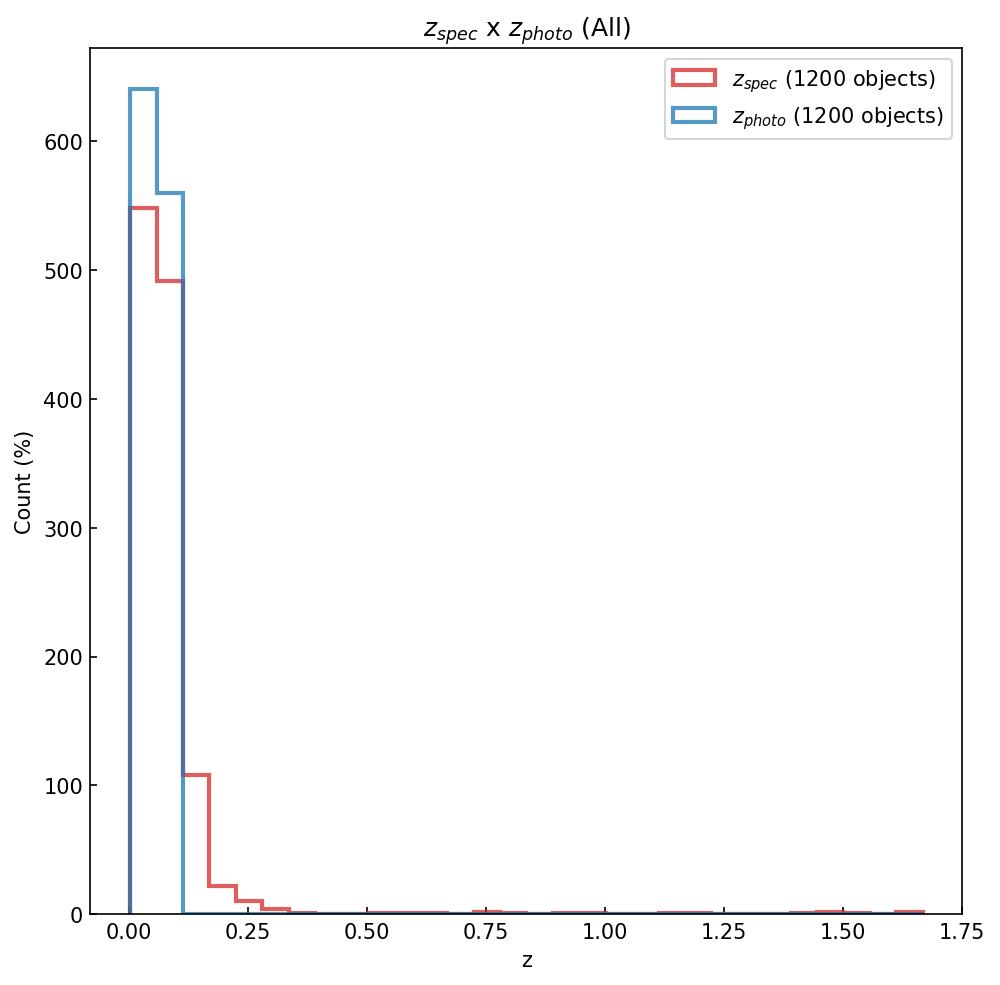 z_spec x z_photo (All)
z_spec (1200 objects)
z_photo (1200 objects)
Count (%)
600
500
400
300
200
100
0
0.00 0.25 0.50 0.75 1.00 1.25 1.50 1.75
z